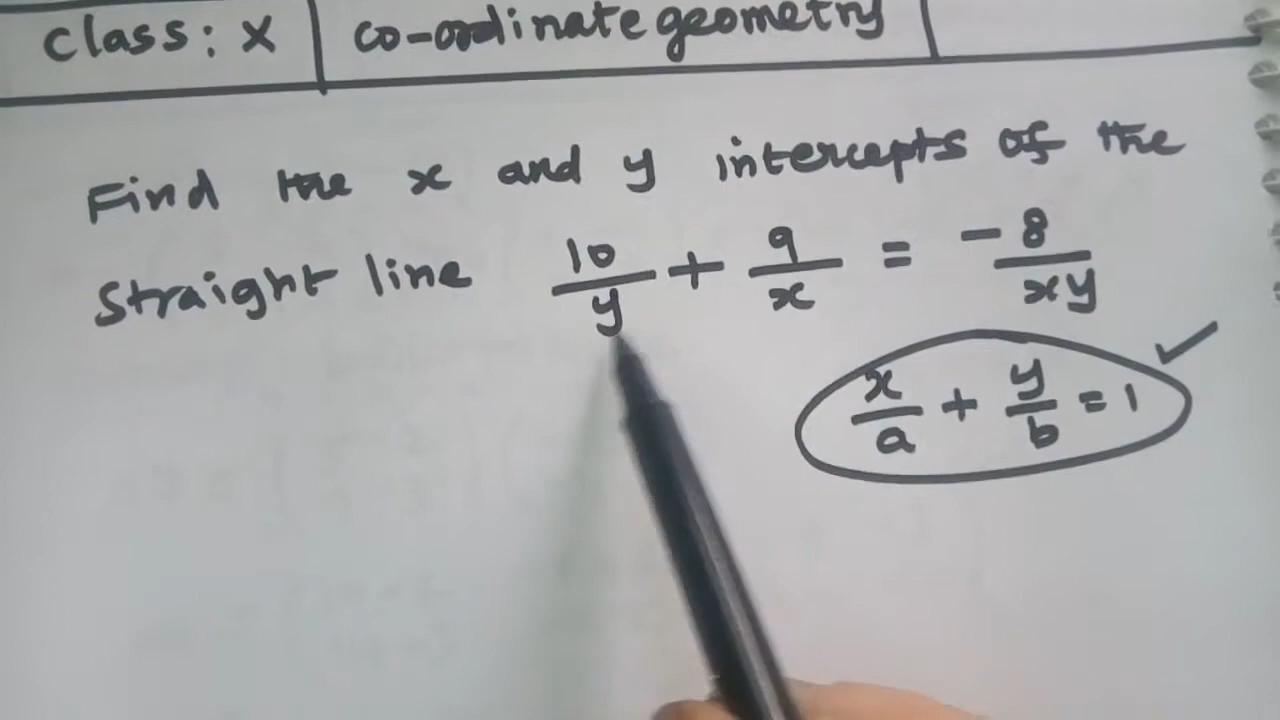 class: x | co-ordinate geometry
Find the x and y intercepts of the
Straight line 10/y + 9/x = -8/xy
x/a + y/b = 1 ✓